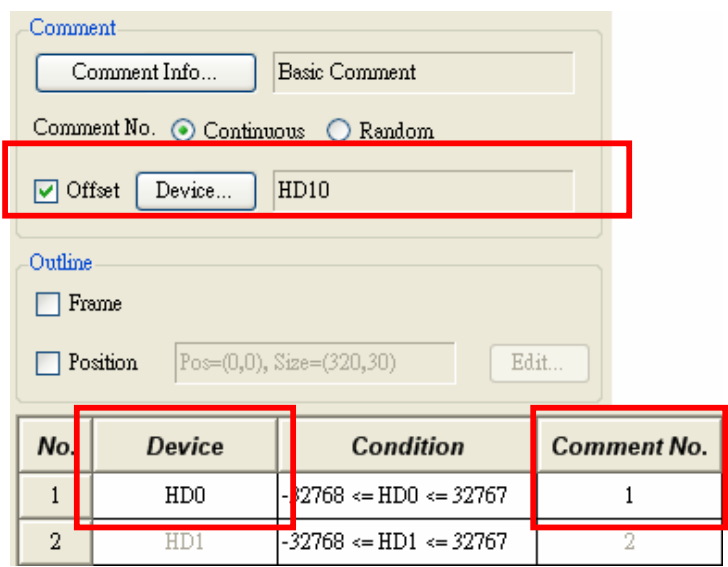 Comment
Comment Info... Basic Comment
Comment No. Continuous Random
Offset Device... HD10
Outline
Frame
Position Pos=(0,0), Size=(320,30) Edit...
No. Device Condition Comment No.
1 HD0 -32768 <= HD0 <= 32767 1
2 HD1 -32768 <= HD1 <= 32767 2